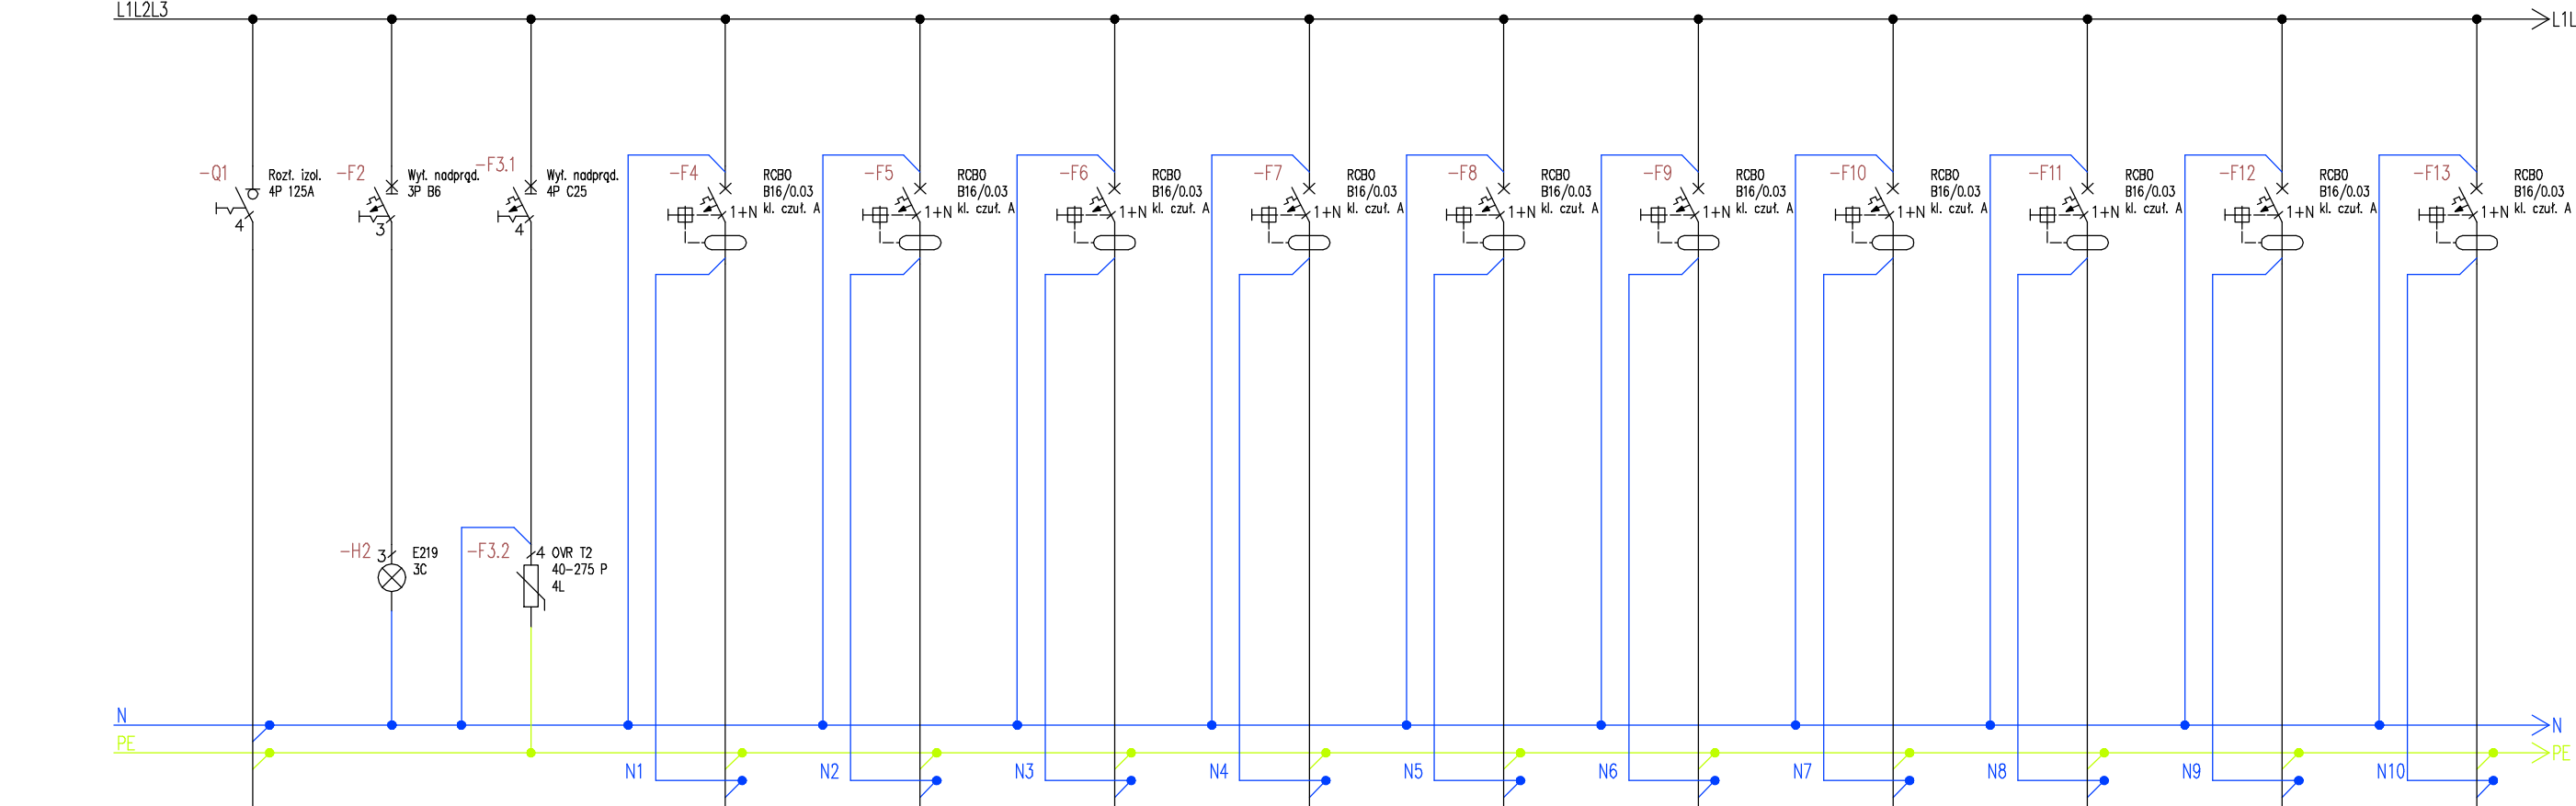 L1L2L3
L1L
-Q1
Rozł. izol.
4P 125A
4
-F2
Wył. nadprąd.
3P B6
3
-F3.1
Wył. nadprąd.
4P C25
4
-F4
RCBO
B16/0.03
kl. czuł. A
1+N
-F5
RCBO
B16/0.03
kl. czuł. A
1+N
-F6
RCBO
B16/0.03
kl. czuł. A
1+N
-F7
RCBO
B16/0.03
kl. czuł. A
1+N
-F8
RCBO
B16/0.03
kl. czuł. A
1+N
-F9
RCBO
B16/0.03
kl. czuł. A
1+N
-F10
RCBO
B16/0.03
kl. czuł. A
1+N
-F11
RCBO
B16/0.03
kl. czuł. A
1+N
-F12
RCBO
B16/0.03
kl. czuł. A
1+N
-F13
RCBO
B16/0.03
kl. czuł. A
1+N
-H2
3
E219
3C
-F3.2
4
OVR T2
40-275 P
4L
N
N
PE
PE
N1
N2
N3
N4
N5
N6
N7
N8
N9
N10